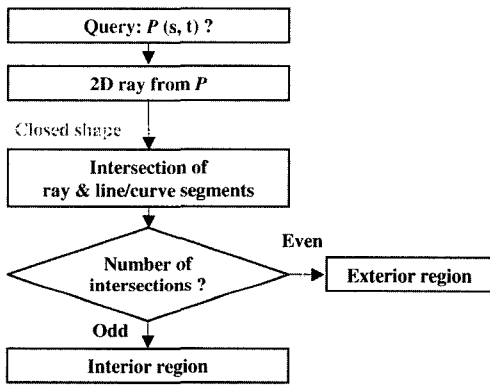 Query: P (s, t) ?
2D ray from P
Closed shape
Intersection of
ray & line/curve segments
Number of
intersections ?
Even
Exterior region
Odd
Interior region